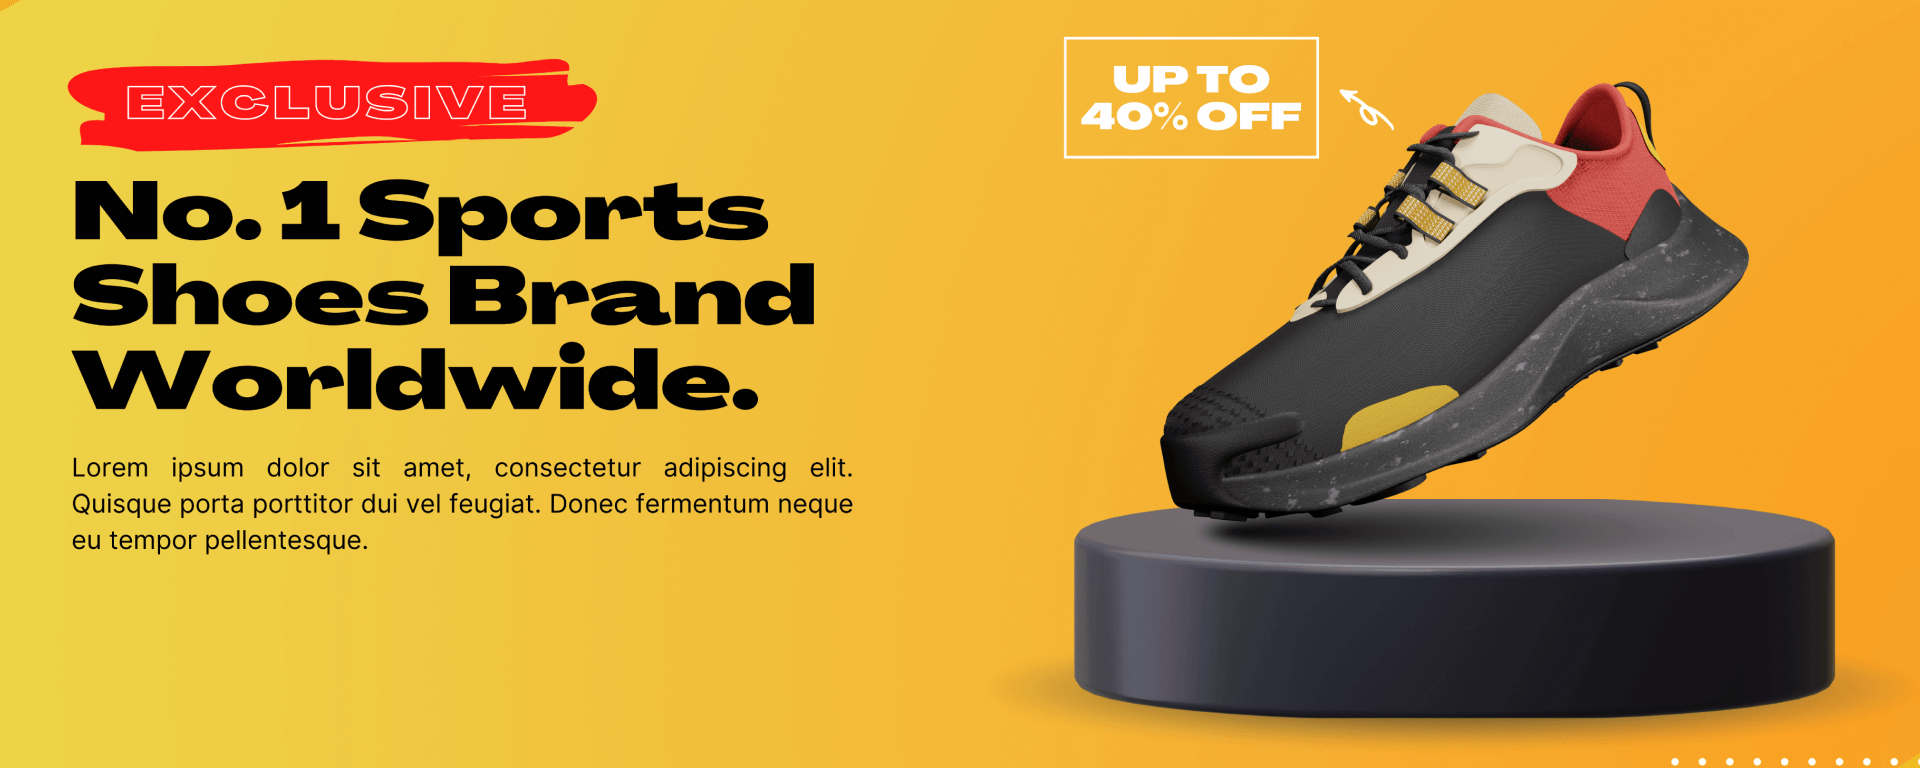 EXCLUSIVE
No. 1 Sports
Shoes Brand
Worldwide.
Lorem ipsum dolor sit amet, consectetur adipiscing elit.
Quisque porta porttitor dui vel feugiat. Donec fermentum neque
eu tempor pellentesque.
UP TO
40% OFF